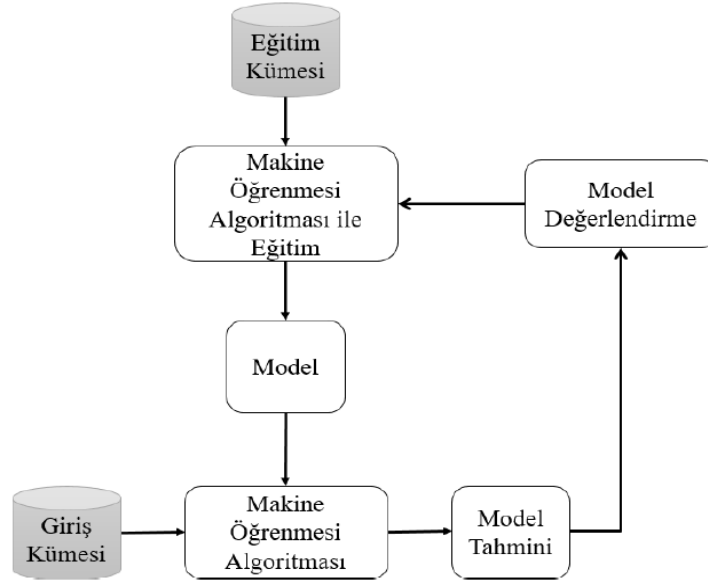 Eğitim
Kümesi
Makine
Öğrenmesi
Algoritması ile
Eğitim
Model
Değerlendirme
Model
Giriş
Kümesi
Makine
Öğrenmesi
Algoritması
Model
Tahmini